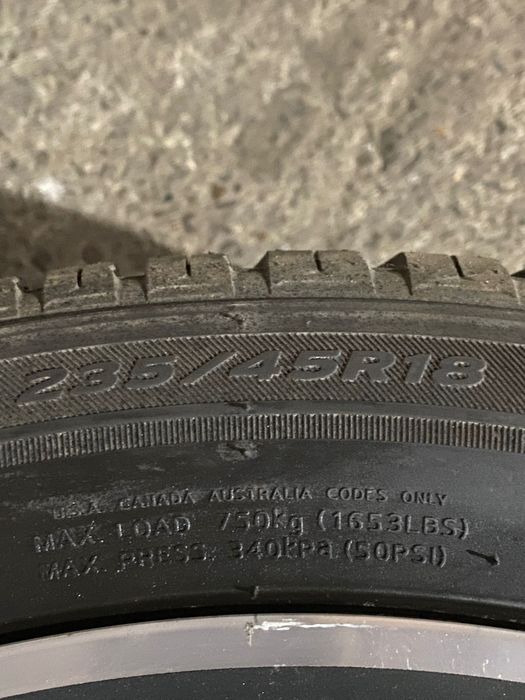 235/45R18
U.S.A. CANADA AUSTRALIA CODES ONLY
MAX. LOAD 750kg (1653LBS)
MAX. PRESS. 340kPa (50PSI)